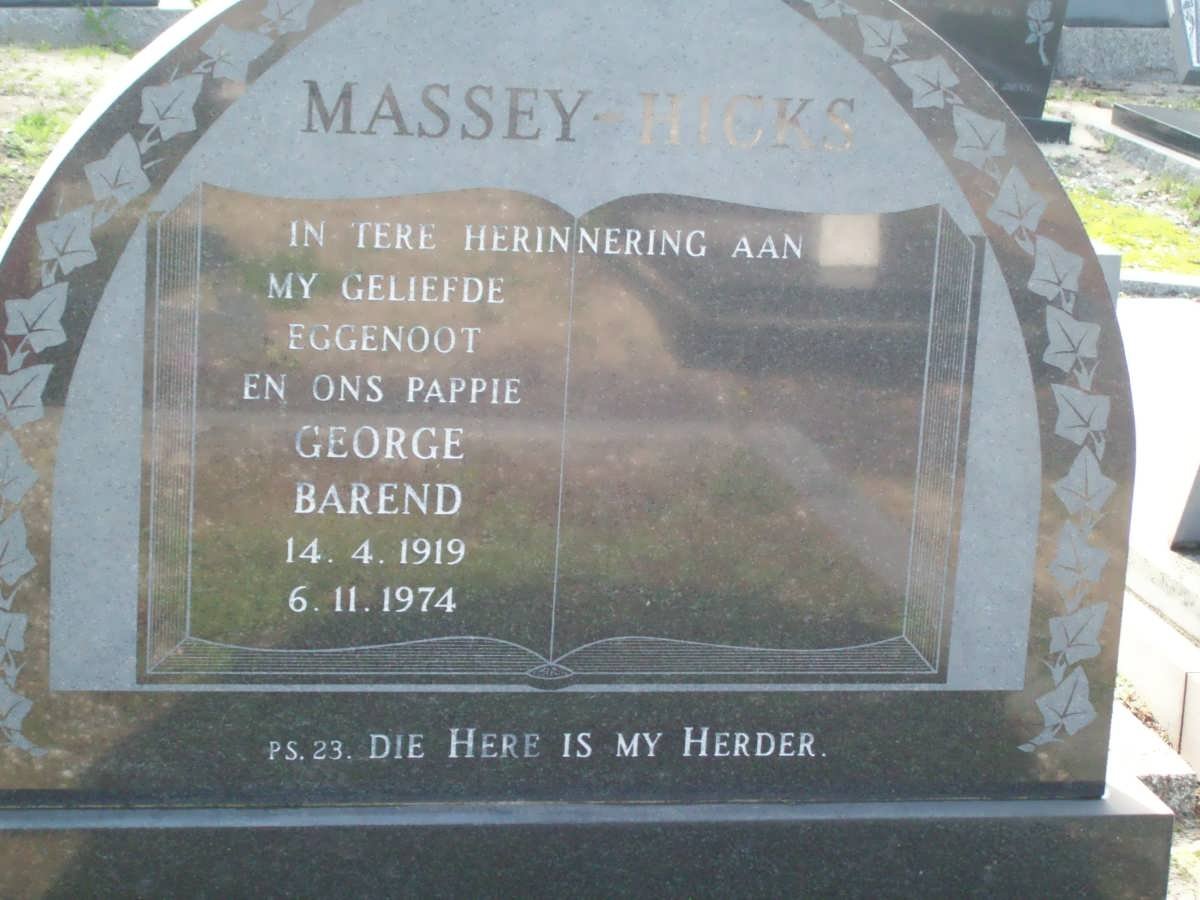 MASSEY-HICKS
IN TERE HERINNERING AAN
MY GELIEFDE
EGGENOOT
EN ONS PAPPIE
GEORGE
BAREND
14. 4. 1919
6. 11. 1974
PS. 23. DIE HERE IS MY HERDER.